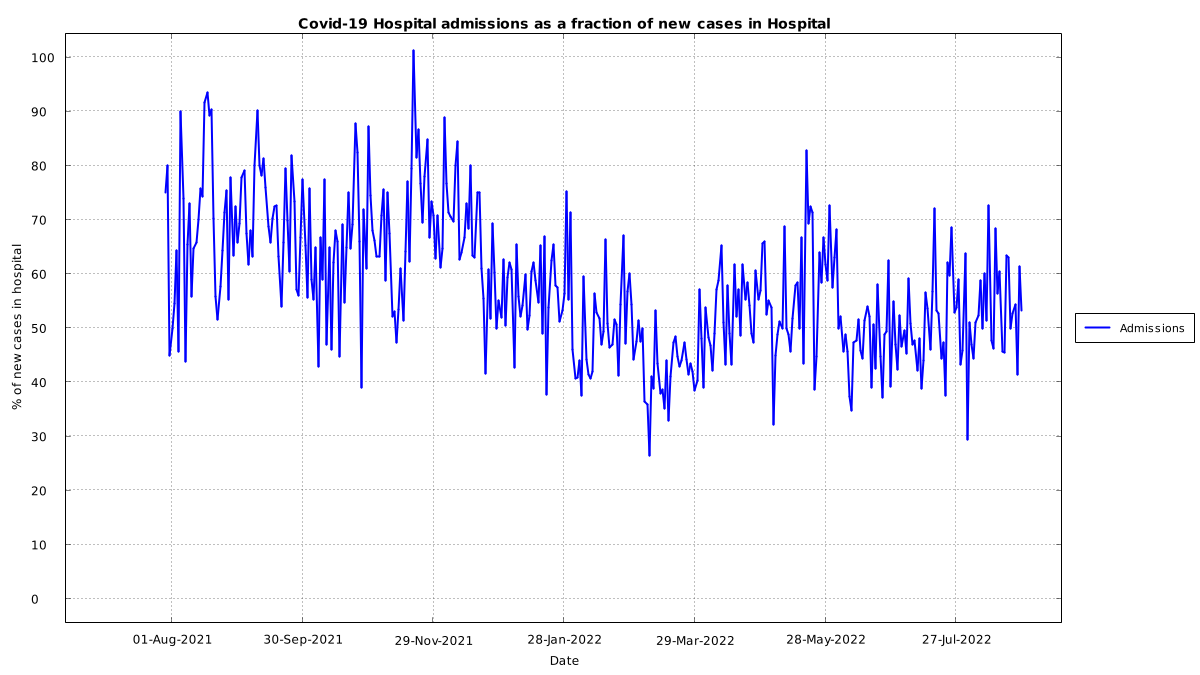 Covid-19 Hospital admissions as a fraction of new cases in Hospital
100
90
80
70
60
50
40
30
20
10
0
% of new cases in hospital
01-Aug-2021
30-Sep-2021
29-Nov-2021
28-Jan-2022
29-Mar-2022
28-May-2022
27-Jul-2022
Date
Admissions